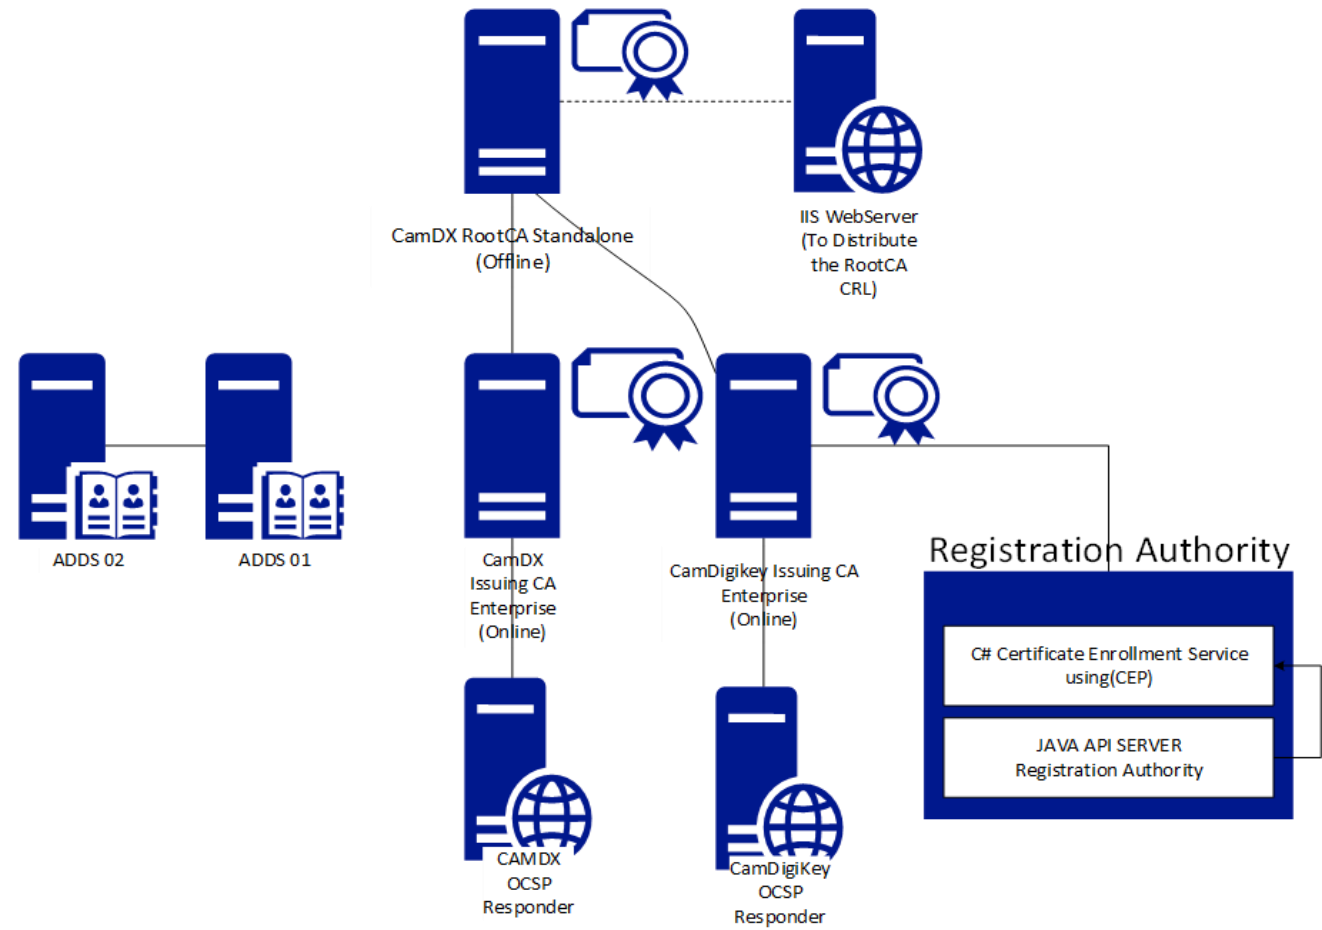 CamDX RootCA Standalone
(Offline)
IIS WebServer
(To Distribute
the RootCA
CRL)
ADDS 02
ADDS 01
CamDX
Issuing CA
Enterprise
(Online)
CamDigikey Issuing CA
Enterprise
(Online)
Registration Authority
C# Certificate Enrollment Service
using(CEP)
JAVA API SERVER
Registration Authority
CAMDX
OCSP
Responder
CamDigiKey
OCSP
Responder